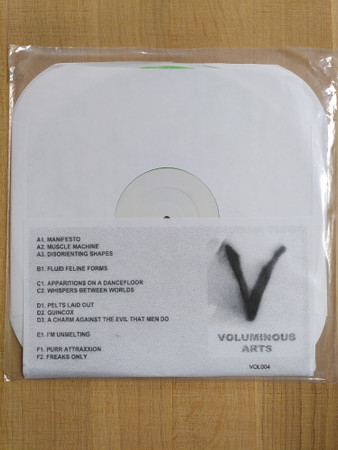 A1. MANIFESTO
A2. MUSCLE MACHINE
A3. DISORIENTING SHAPES
B1. FLUID FELINE FORMS
C1. APPARITIONS ON A DANCEFLOOR
C2. WHISPERS BETWEEN WORLDS
D1. PELTS LAID OUT
D2. QUINCOX
D3. A CHARM AGAINST THE EVIL THAT MEN DO
E1. I'M UNMELTING
F1. PURR ATTRAXXION
F2. FREAKS ONLY
V
VOLUMINOUS
ARTS
VOL004